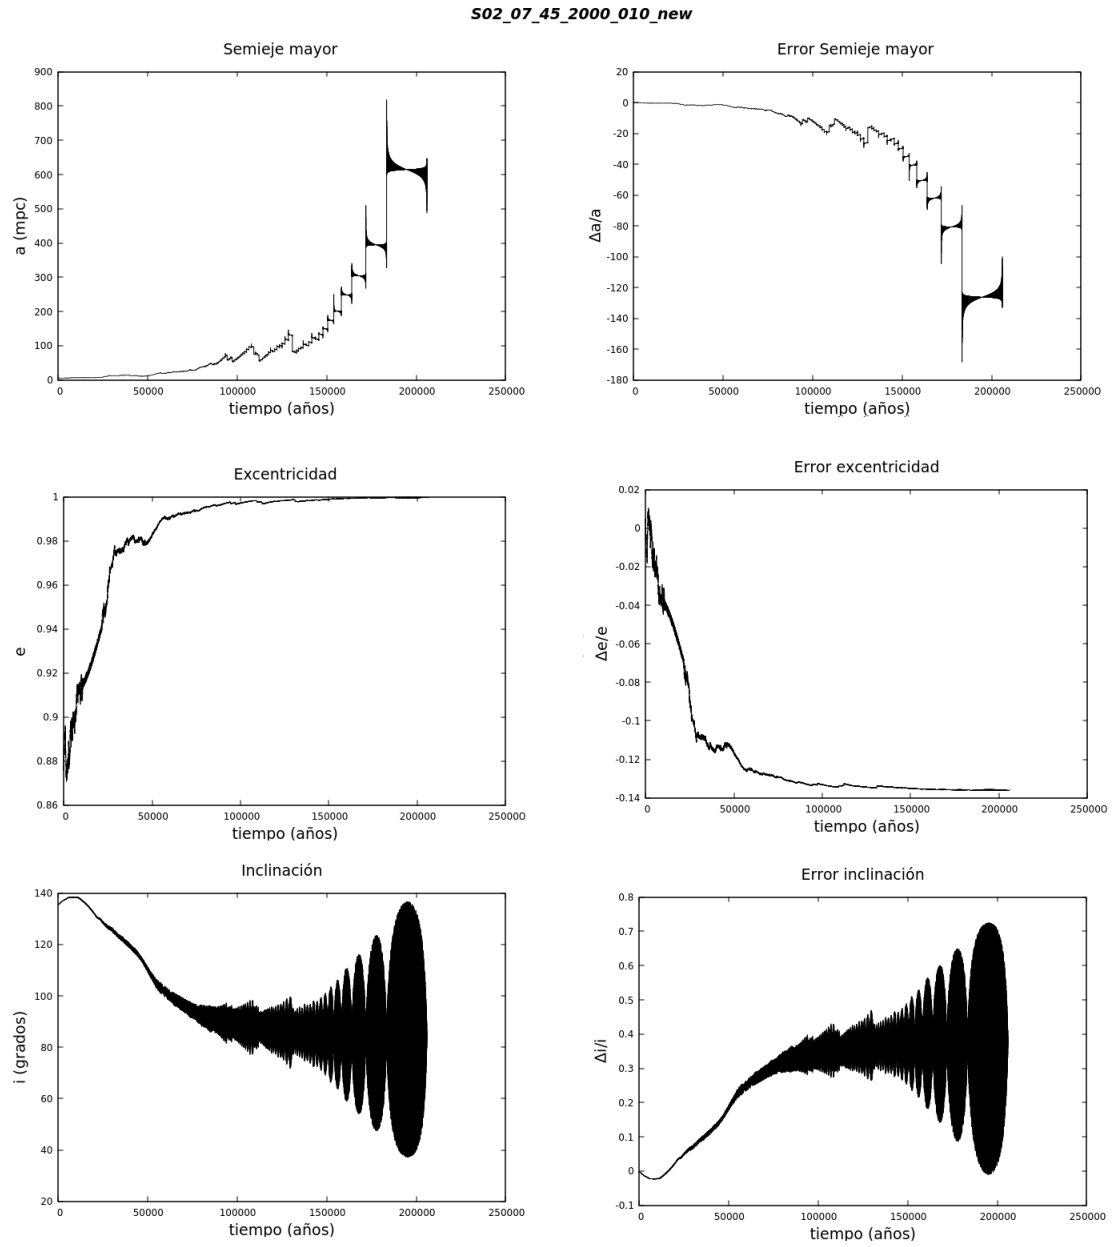 S02_07_45_2000_010_new
Semieje mayor
900
800
700
600
500
400
300
200
100
0
a (mpc)
0 50000 100000 150000 200000 250000
tiempo (años)
Error Semieje mayor
20
0
-20
-40
-60
-80
-100
-120
-140
-160
-180
Δa/a
0 50000 100000 150000 200000 250000
tiempo (años)
Excentricidad
1
0.98
0.96
0.94
0.92
0.9
0.88
0.86
e
0 50000 100000 150000 200000 250000
tiempo (años)
Error excentricidad
0.02
0
-0.02
-0.04
-0.06
-0.08
-0.1
-0.12
-0.14
Δe/e
0 50000 100000 150000 200000 250000
tiempo (años)
Inclinación
140
120
100
80
60
40
20
i (grados)
0 50000 100000 150000 200000 250000
tiempo (años)
Error inclinación
0.8
0.7
0.6
0.5
0.4
0.3
0.2
0.1
0
-0.1
Δi/i
0 50000 100000 150000 200000 250000
tiempo (años)